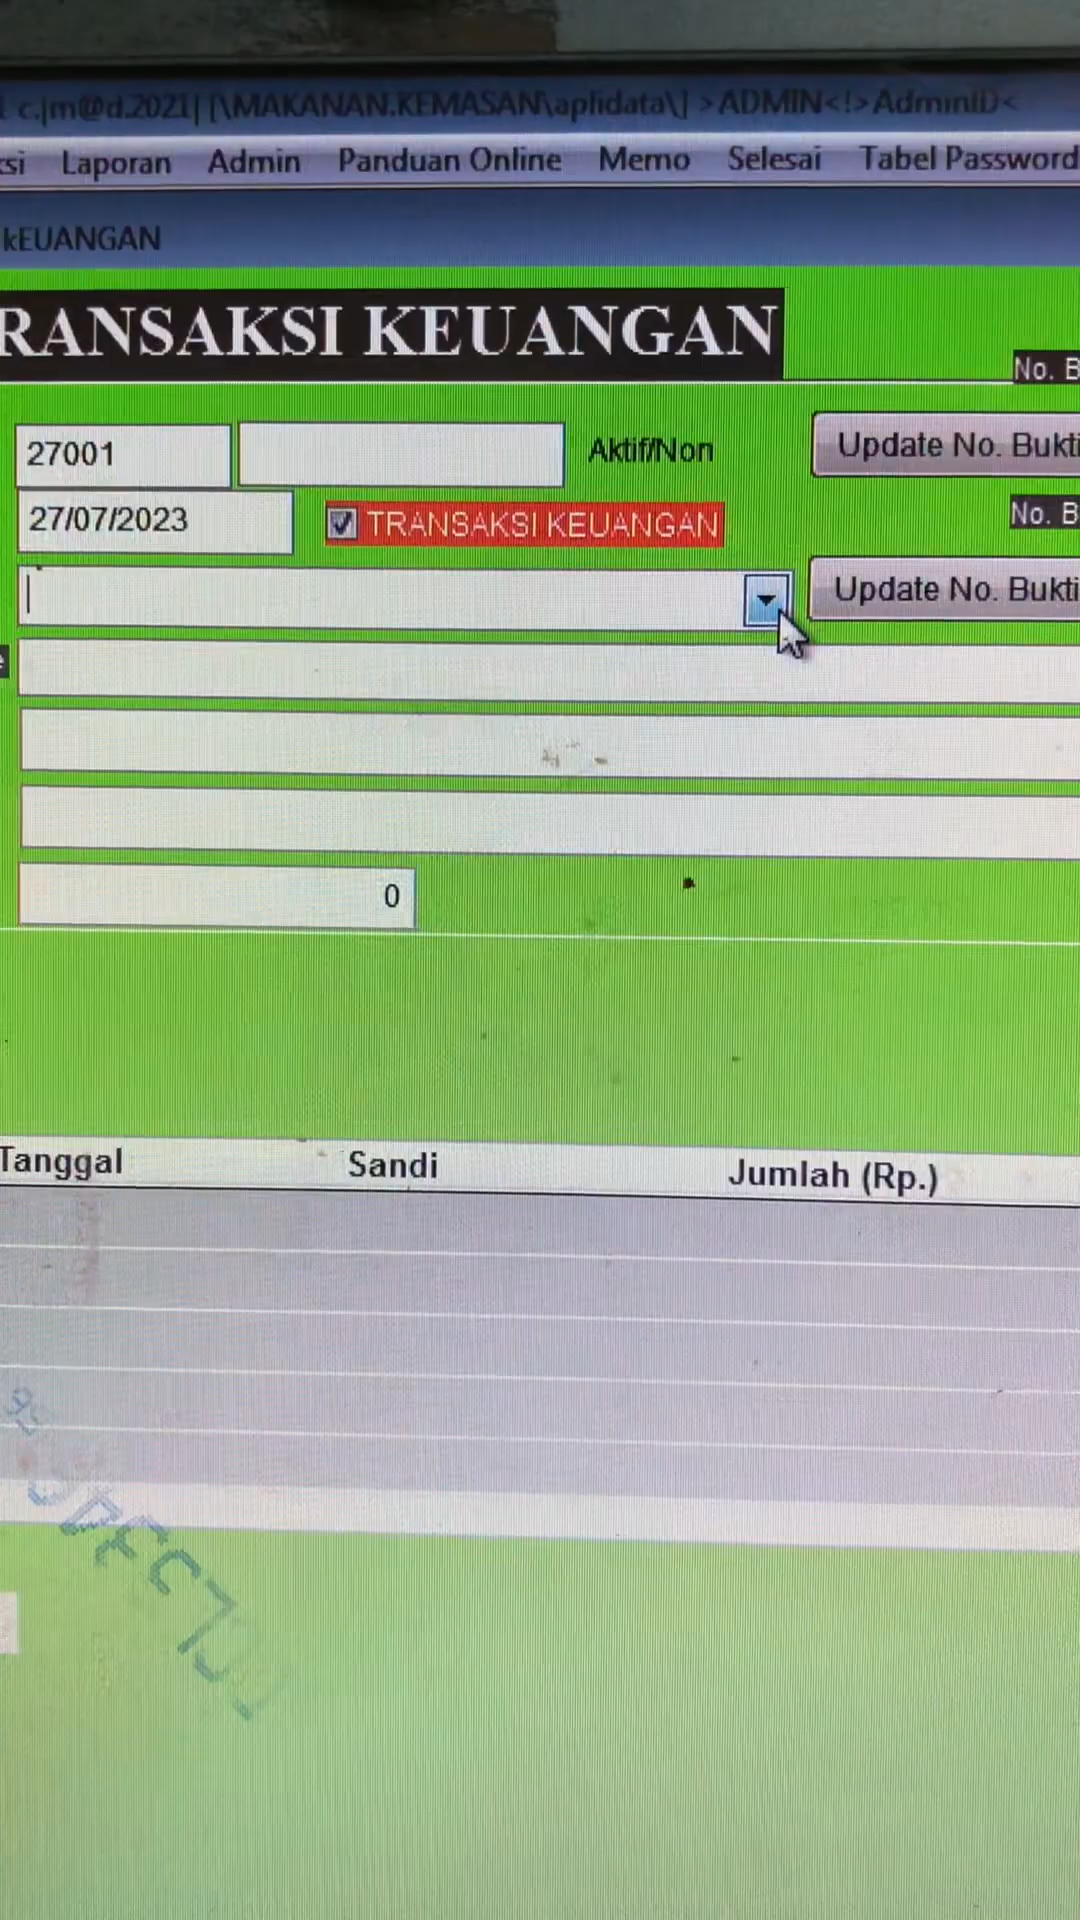 c.jm@d.2021| [\MAKANAN.KEMASAN\aplidata\] >ADMIN<!>AdminID<
si Laporan Admin Panduan Online Memo Selesai Tabel Password
kEUANGAN
RANSAKSI KEUANGAN
No. B
27001 Aktif/Non Update No. Bukti
27/07/2023 TRANSAKSI KEUANGAN No. B
Update No. Bukti
e
0
Tanggal Sandi Jumlah (Rp.)